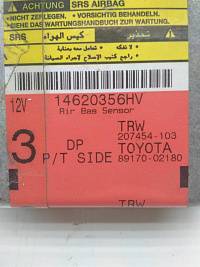 ACHTUNG SRS AIRBAG
•NICHT ZERLEGEN. •VORSICHTIG BEHANDELN.
•SIEHE DAS WARTUNGSHANDBUCH ZUR WARTUNG
SRS كيس الهواء تحذير
• لا تفكه • تعامل معه بعناية
• راجع كتيب الإصلاح لإجراء الصيانة
12V 14620356HV
Air Bag Sensor
TRW
207454-103
3 DP TOYOTA
P/T SIDE 89170-02180
TRW